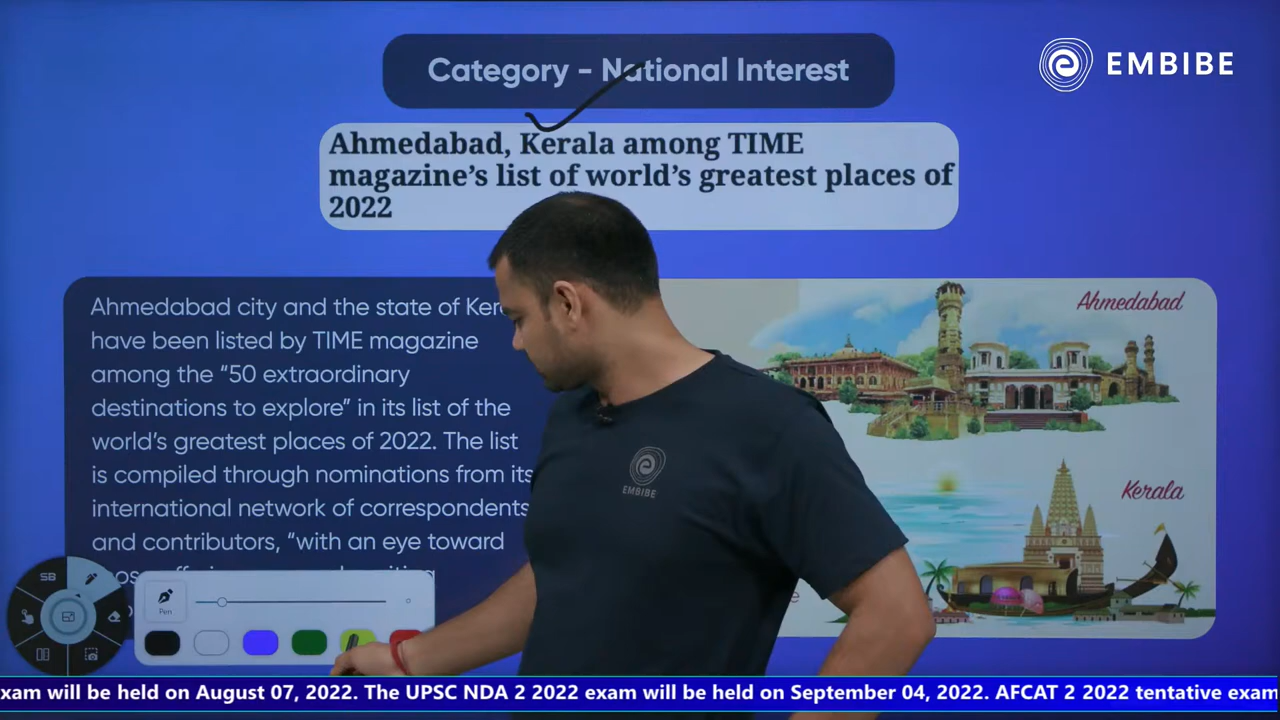 Category - National Interest
EMBIBE
Ahmedabad, Kerala among TIME
magazine's list of world's greatest places of
2022
Ahmedabad city and the state of
have been listed by TIME magazine
among the “50 extraordinary
destinations to explore” in its list of the
world's greatest places of 2022. The list
is compiled through nominations from its
international network of correspondents
and contributors, “with an eye toward
Ahmedabad
Kerala
EMBIBE
SB
Pen
xam will be held on August 07, 2022. The UPSC NDA 2 2022 exam will be held on September 04, 2022. AFCAT 2 2022 tentative exam